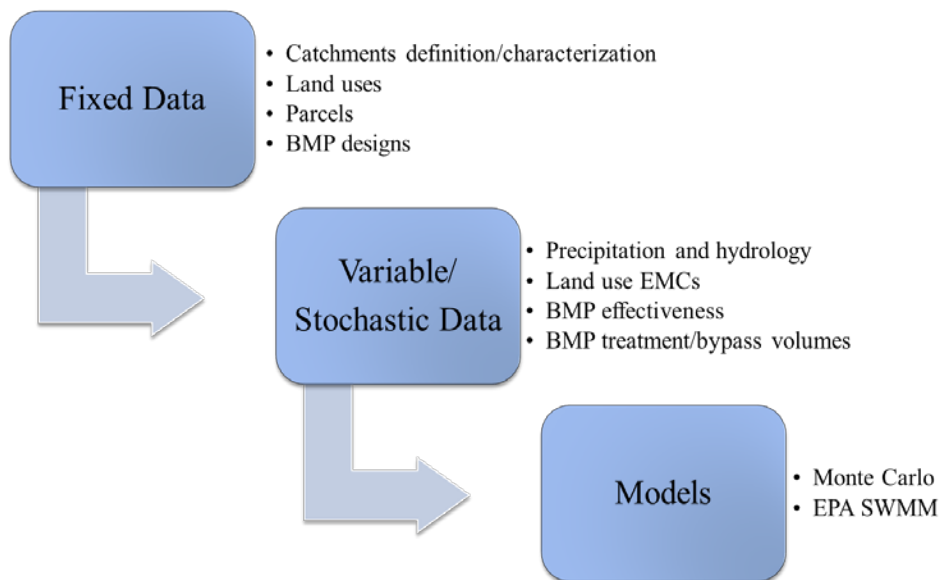 Fixed Data
• Catchments definition/characterization
• Land uses
• Parcels
• BMP designs
Variable/
Stochastic Data
• Precipitation and hydrology
• Land use EMCs
• BMP effectiveness
• BMP treatment/bypass volumes
Models
• Monte Carlo
• EPA SWMM